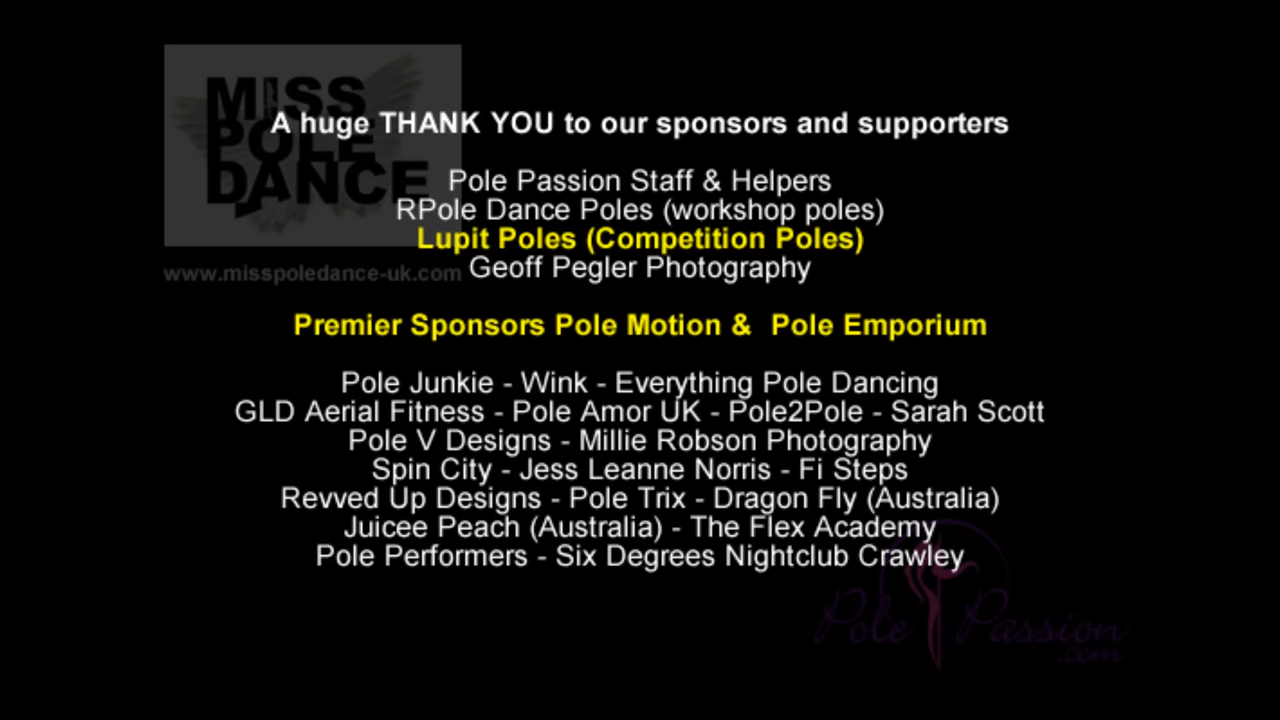 MISS
POLE
DANCE
www.misspoledance-uk.com
A huge THANK YOU to our sponsors and supporters
Pole Passion Staff & Helpers
RPole Dance Poles (workshop poles)
Lupit Poles (Competition Poles)
Geoff Pegler Photography
Premier Sponsors Pole Motion &  Pole Emporium
Pole Junkie - Wink - Everything Pole Dancing
GLD Aerial Fitness - Pole Amor UK - Pole2Pole - Sarah Scott
Pole V Designs - Millie Robson Photography
Spin City - Jess Leanne Norris - Fi Steps
Revved Up Designs - Pole Trix - Dragon Fly (Australia)
Juicee Peach (Australia) - The Flex Academy
Pole Performers - Six Degrees Nightclub Crawley
Pole Passion
.com